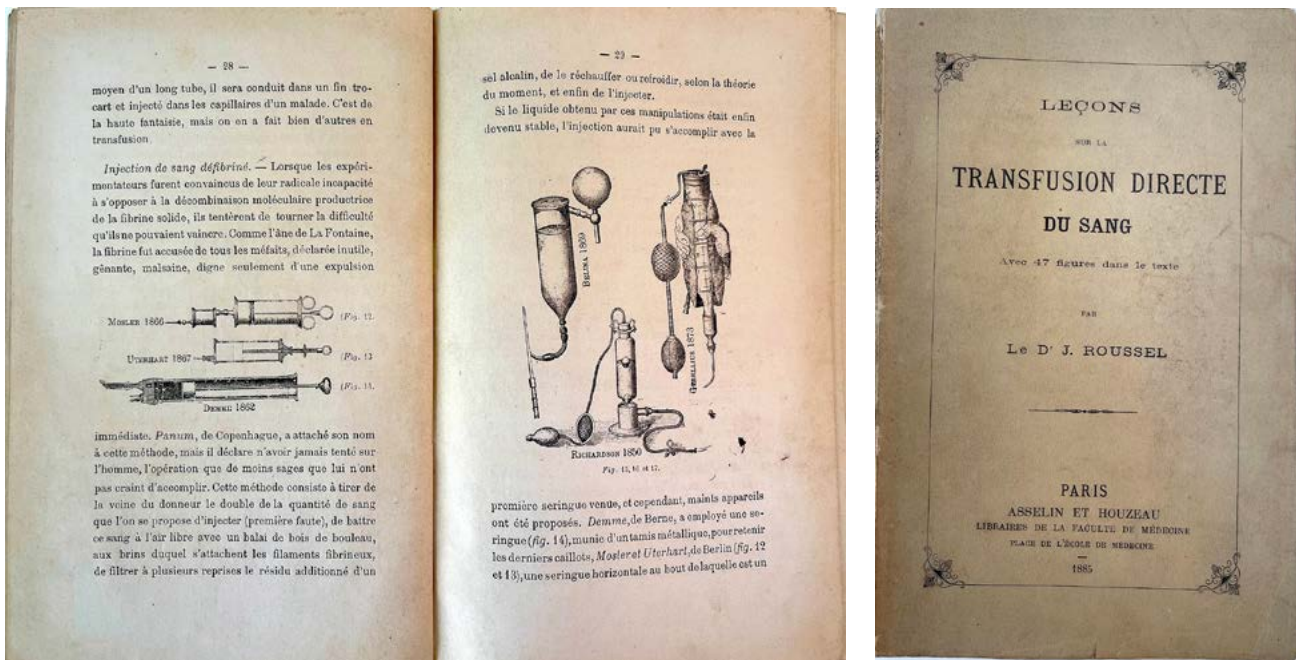 — 28 —
moyen d'un long tube, il sera conduit dans un fin tro-
cart et injecté dans les capillaires d'un malade. C'est de
la haute fantaisie, mais on en a fait bien d'autres en
transfusion.
Injection de sang défibriné. — Lorsque les expéri-
mentateurs furent convaincus de leur radicale incapacité
à s'opposer à la décombinaison moléculaire productrice
de la fibrine solide, ils tentèrent de tourner la difficulté
qu'ils ne pouvaient vaincre. Comme l'âne de La Fontaine,
la fibrine fut accusée de tous les méfaits, déclarée inutile,
gênante, malsaine, digne seulement d'une expulsion
MOSLER 1866
(Fig. 12.
UTERHART 1867
(Fig. 13
(Fig. 14.
DEMME 1862
immédiate. Panum, de Copenhague, a attaché son nom
à cette méthode, mais il déclare n'avoir jamais tenté sur
l'homme, l'opération que de moins sages que lui n'ont
pas craint d'accomplir. Cette méthode consiste à tirer de
la veine du donneur le double de la quantité de sang
que l'on se propose d'injecter (première faute), de battre
ce sang à l'air libre avec un balai de bois de bouleau,
aux brins duquel s'attachent les filaments fibrineux,
de filtrer à plusieurs reprises le résidu additionné d'un
— 29 —
sel alcalin, de le réchauffer ou refroidir, selon la théorie
du moment, et enfin de l'injecter.
Si le liquide obtenu par ces manipulations était enfin
devenu stable, l'injection aurait pu s'accomplir avec la
BELINA 1869
GESELLIUS 1873
RICHARDSON 1850
Fig. 15, 16 et 17.
première seringue venue, et cependant, maints appareils
ont été proposés. Demme, de Berne, a employé une se-
ringue (fig. 14), munie d'un tamis métallique, pour retenir
les derniers caillots, Mosler et Uterhart, de Berlin (fig. 12
et 13), une seringue horizontale au bout de laquelle est un
LEÇONS
SUR LA
TRANSFUSION DIRECTE
DU SANG
Avec 47 figures dans le texte
PAR
Le Dr J. ROUSSEL
PARIS
ASSELIN ET HOUZEAU
LIBRAIRES DE LA FACULTÉ DE MÉDECINE
PLACE DE L'ÉCOLE DE MÉDECINE
—
1885